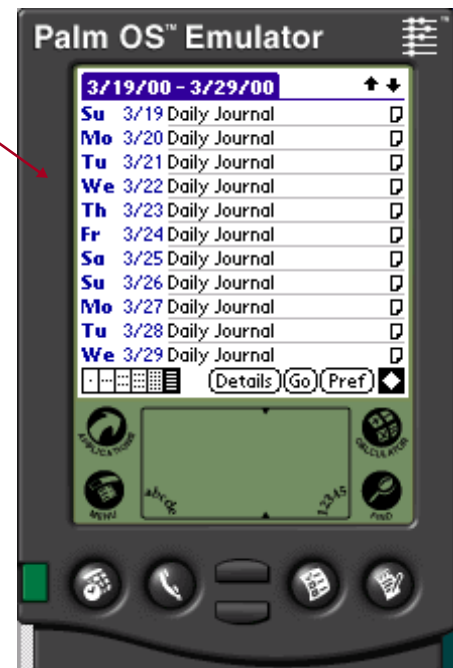 Palm OS™ Emulator
3/19/00 - 3/29/00
Su 3/19 Daily Journal
Mo 3/20 Daily Journal
Tu 3/21 Daily Journal
We 3/22 Daily Journal
Th 3/23 Daily Journal
Fr 3/24 Daily Journal
Sa 3/25 Daily Journal
Su 3/26 Daily Journal
Mo 3/27 Daily Journal
Tu 3/28 Daily Journal
We 3/29 Daily Journal
Details Go Pref
APPLICATIONS CALCULATOR
abcde 12345
MENU FIND